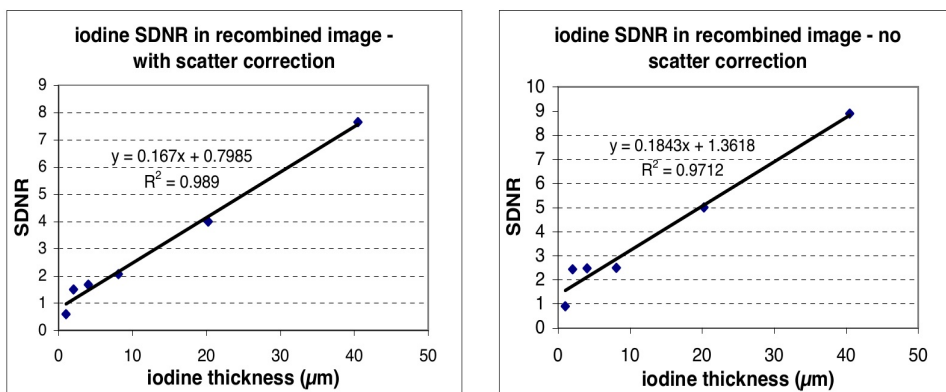 iodine SDNR in recombined image -
with scatter correction
9
8
7
6
5
4
3
2
1
0
SDNR
y = 0.167x + 0.7985
R² = 0.989
0 10 20 30 40 50
iodine thickness (µm)
iodine SDNR in recombined image - no
scatter correction
10
9
8
7
6
5
4
3
2
1
0
SDNR
y = 0.1843x + 1.3618
R² = 0.9712
0 10 20 30 40 50
iodine thickness (µm)